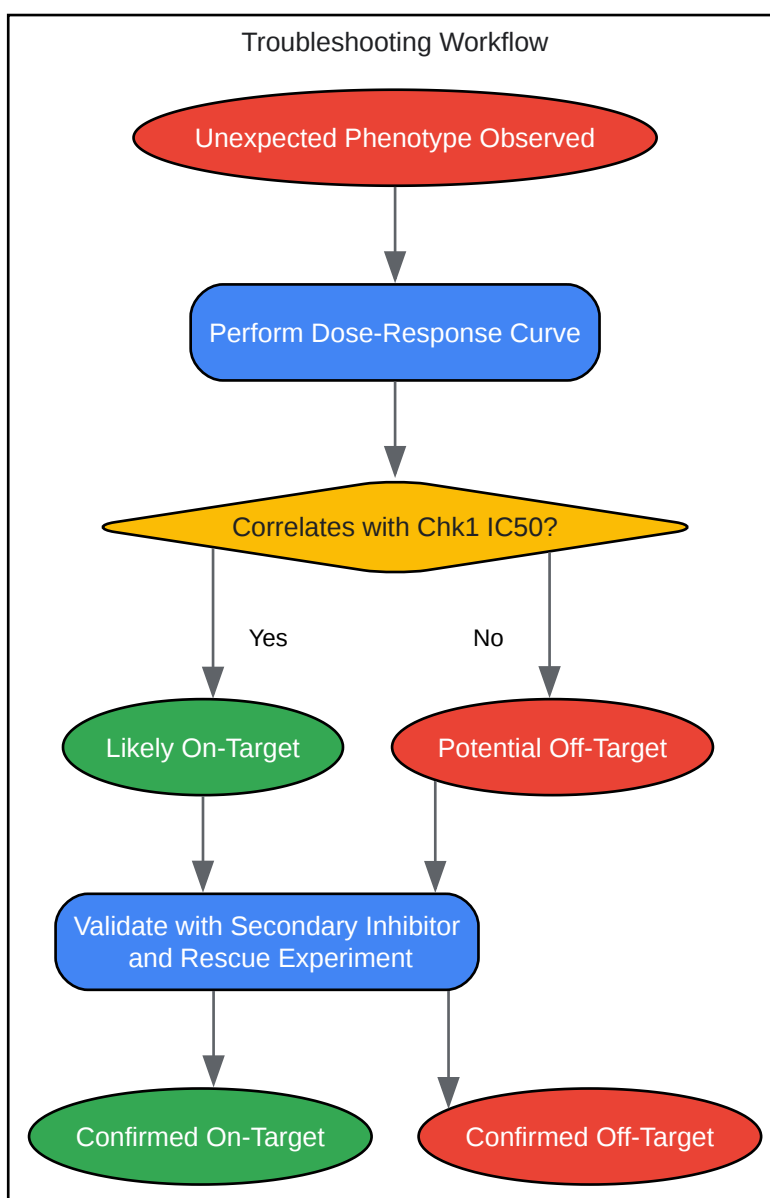 Troubleshooting Workflow
Unexpected Phenotype Observed
Perform Dose-Response Curve
Correlates with Chk1 IC50?
Yes
No
Likely On-Target
Potential Off-Target
Validate with Secondary Inhibitor
and Rescue Experiment
Confirmed On-Target
Confirmed Off-Target